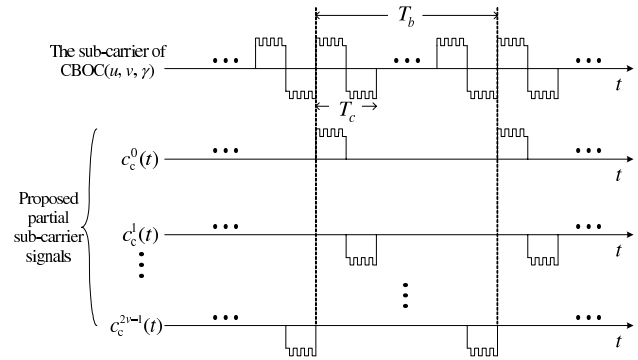 T_b
The sub-carrier of
CBOC(u, v, γ)
t
T_c
c_c^0(t)
t
Proposed
partial
sub-carrier
signals
c_c^1(t)
t
c_c^{2v−1}(t)
t